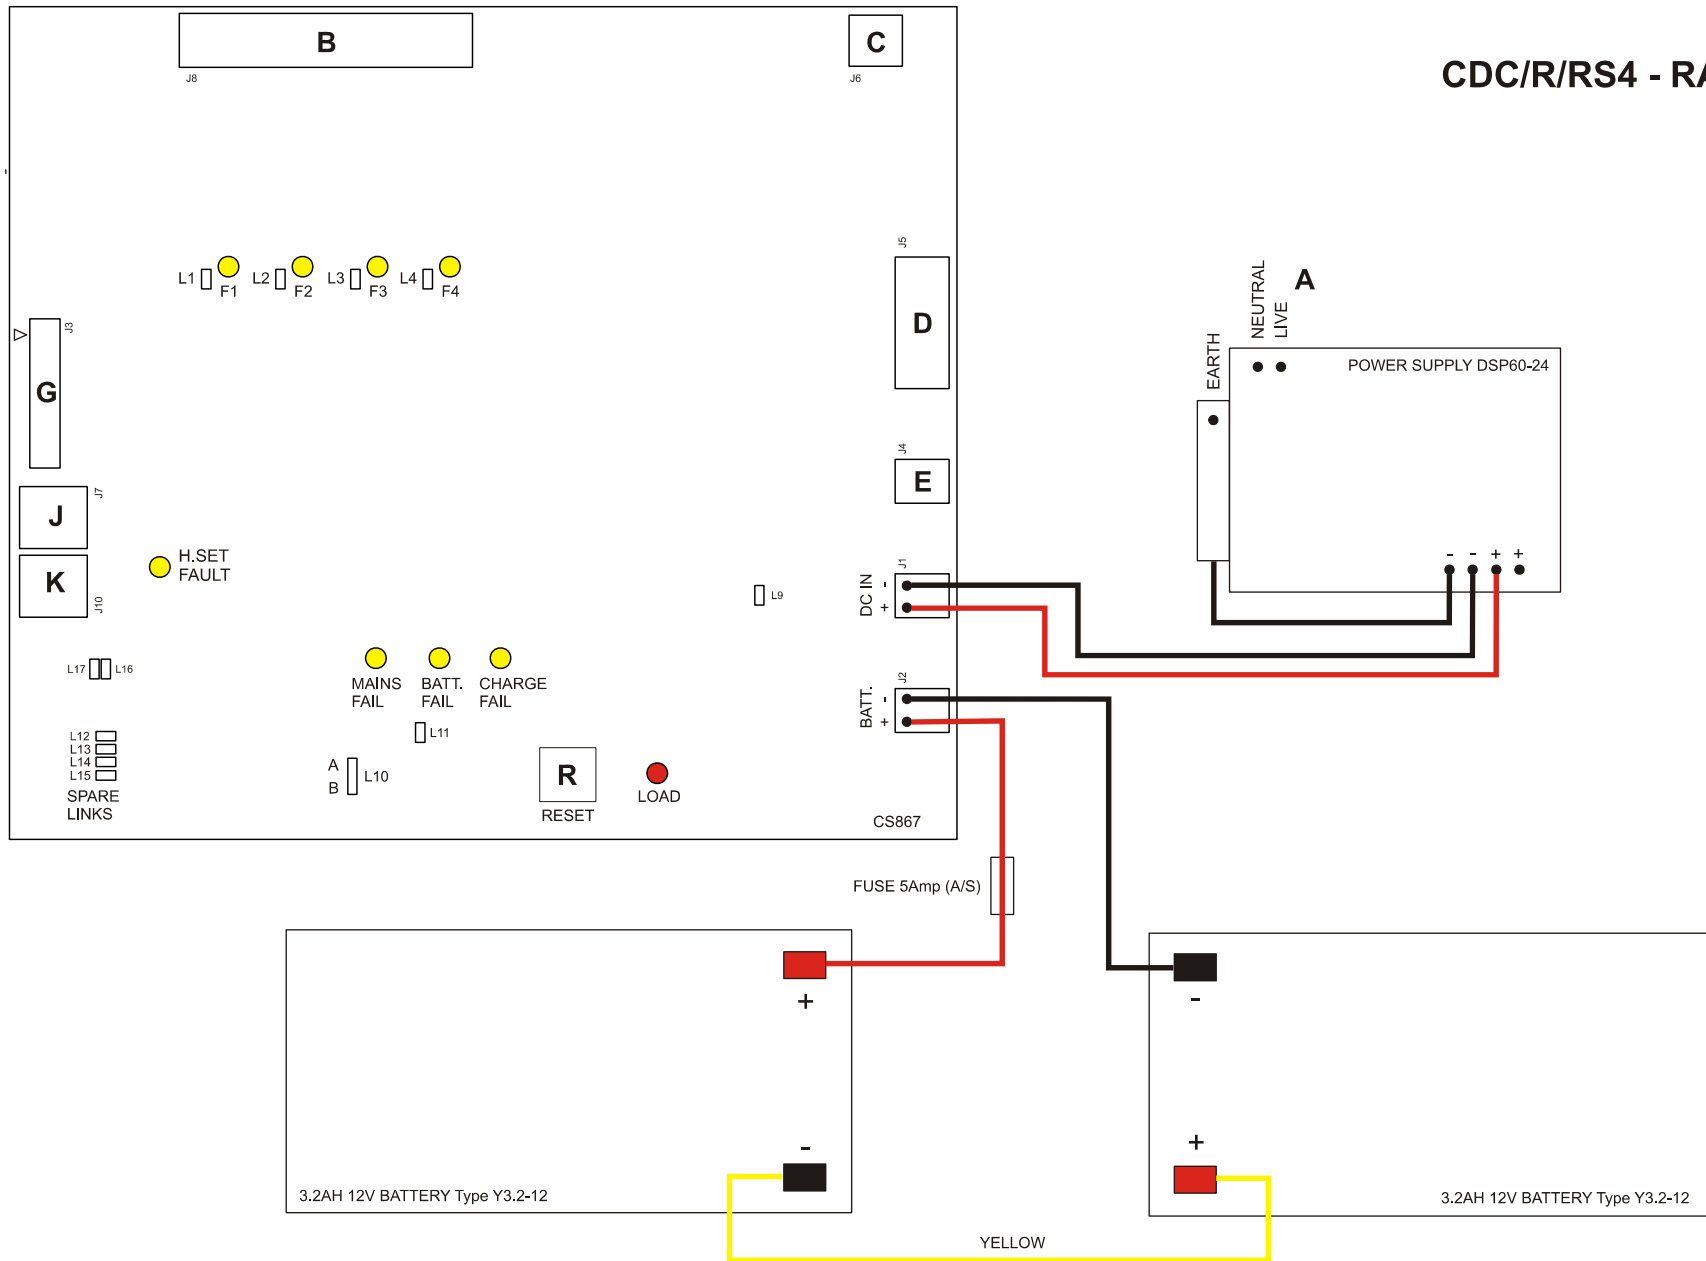 B
J8
C
J6
CDC/R/RS4 - RA
L1
F1
L2
F2
L3
F3
L4
F4
J5
D
J3
G
J4
E
J7
J
K
J10
H.SET
FAULT
L9
J1
DC IN
-
+
L17
L16
MAINS
FAIL
BATT.
FAIL
CHARGE
FAIL
J2
BATT.
-
+
L11
L12
L13
L14
L15
SPARE
LINKS
A
B
L10
R
RESET
LOAD
CS867
A
NEUTRAL
LIVE
EARTH
POWER SUPPLY DSP60-24
- - + +
FUSE 5Amp (A/S)
+
-
3.2AH 12V BATTERY Type Y3.2-12
-
+
3.2AH 12V BATTERY Type Y3.2-12
YELLOW